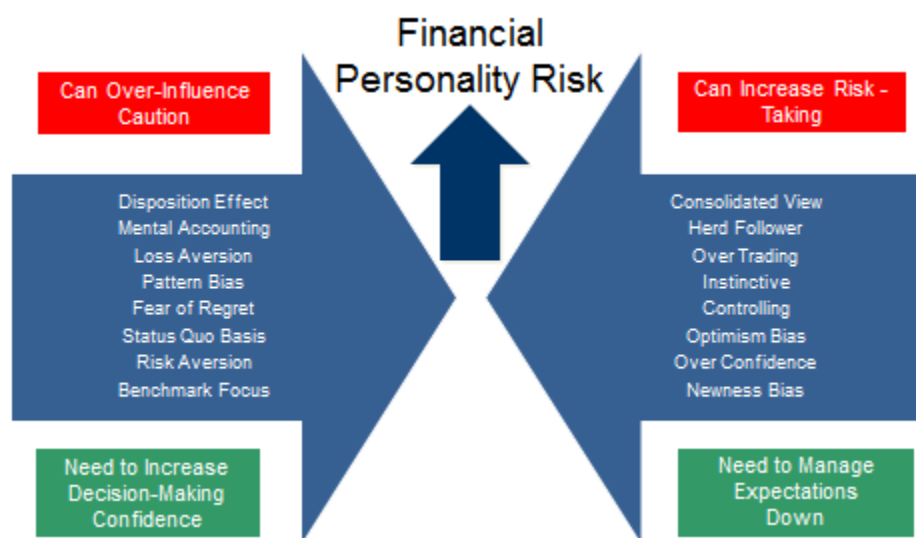 Financial
Personality Risk
Can Over-Influence
Caution
Can Increase Risk -
Taking
Disposition Effect
Mental Accounting
Loss Aversion
Pattern Bias
Fear of Regret
Status Quo Basis
Risk Aversion
Benchmark Focus
Consolidated View
Herd Follower
Over Trading
Instinctive
Controlling
Optimism Bias
Over Confidence
Newness Bias
Need to Increase
Decision-Making
Confidence
Need to Manage
Expectations
Down